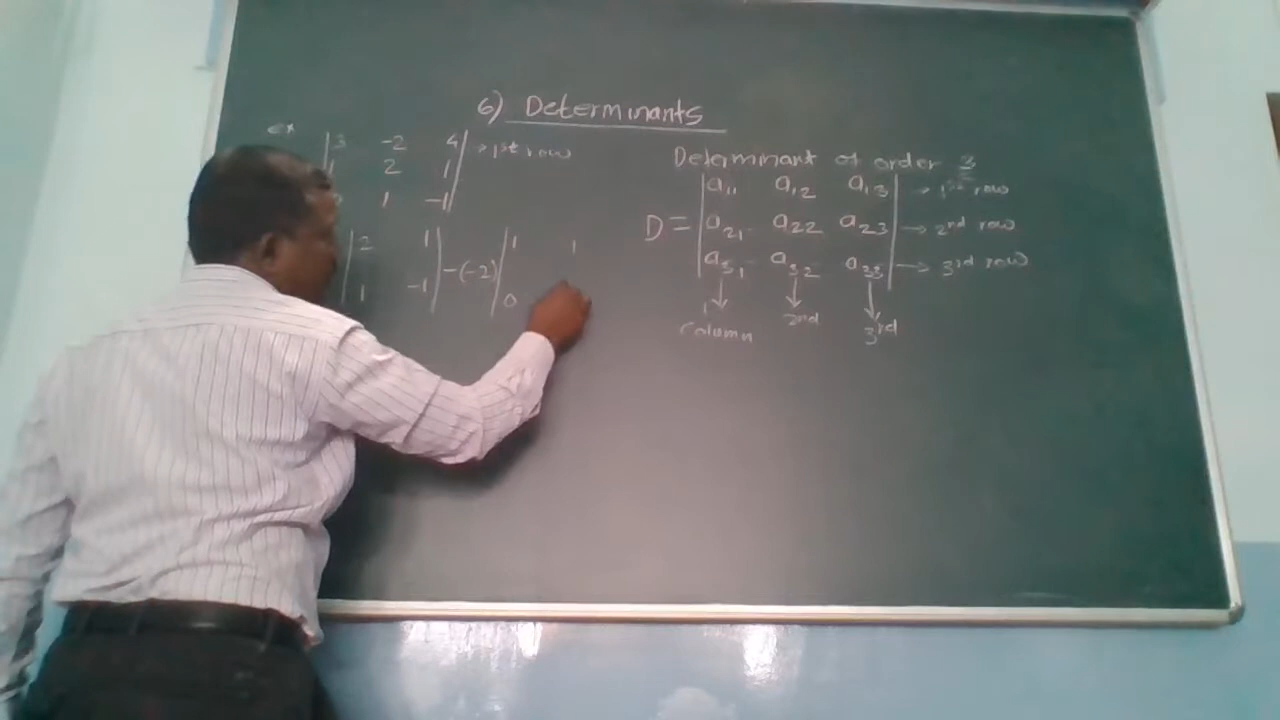 6) Determinants
ex
|3 -2 4| → 1st row
1 2 1
1 -1|
|2 1| -(-2) |1 1
|1 -1| |0
Determinant of order 3
|a11 a12 a13| → 1st row
D = |a21 a22 a23| → 2nd row
|a31 a32 a33| → 3rd row
↓ ↓ ↓
1 2nd 3rd
column